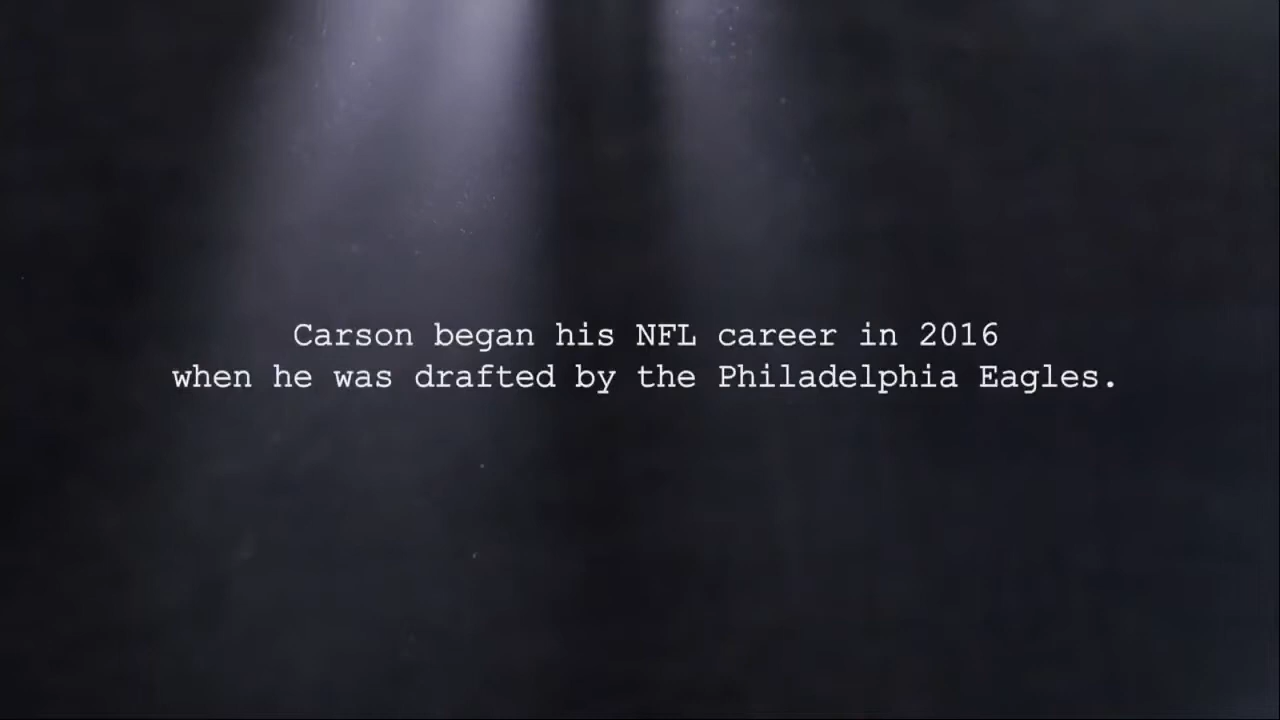 Carson began his NFL career in 2016
when he was drafted by the Philadelphia Eagles.